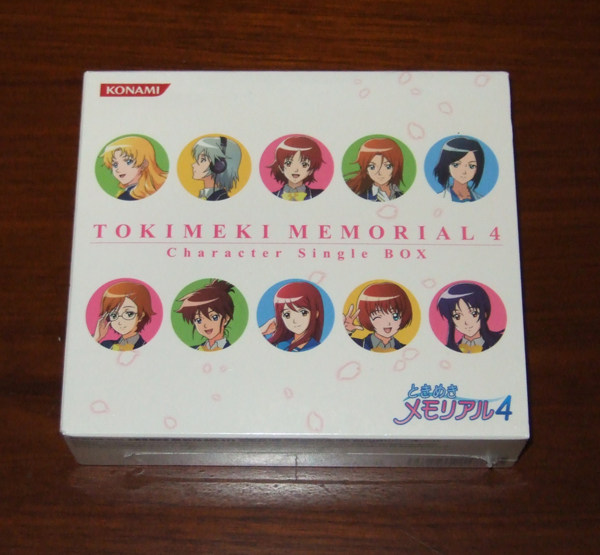 KONAMI
TOKIMEKI MEMORIAL 4
Character Single BOX
ときめき
メモリアル4